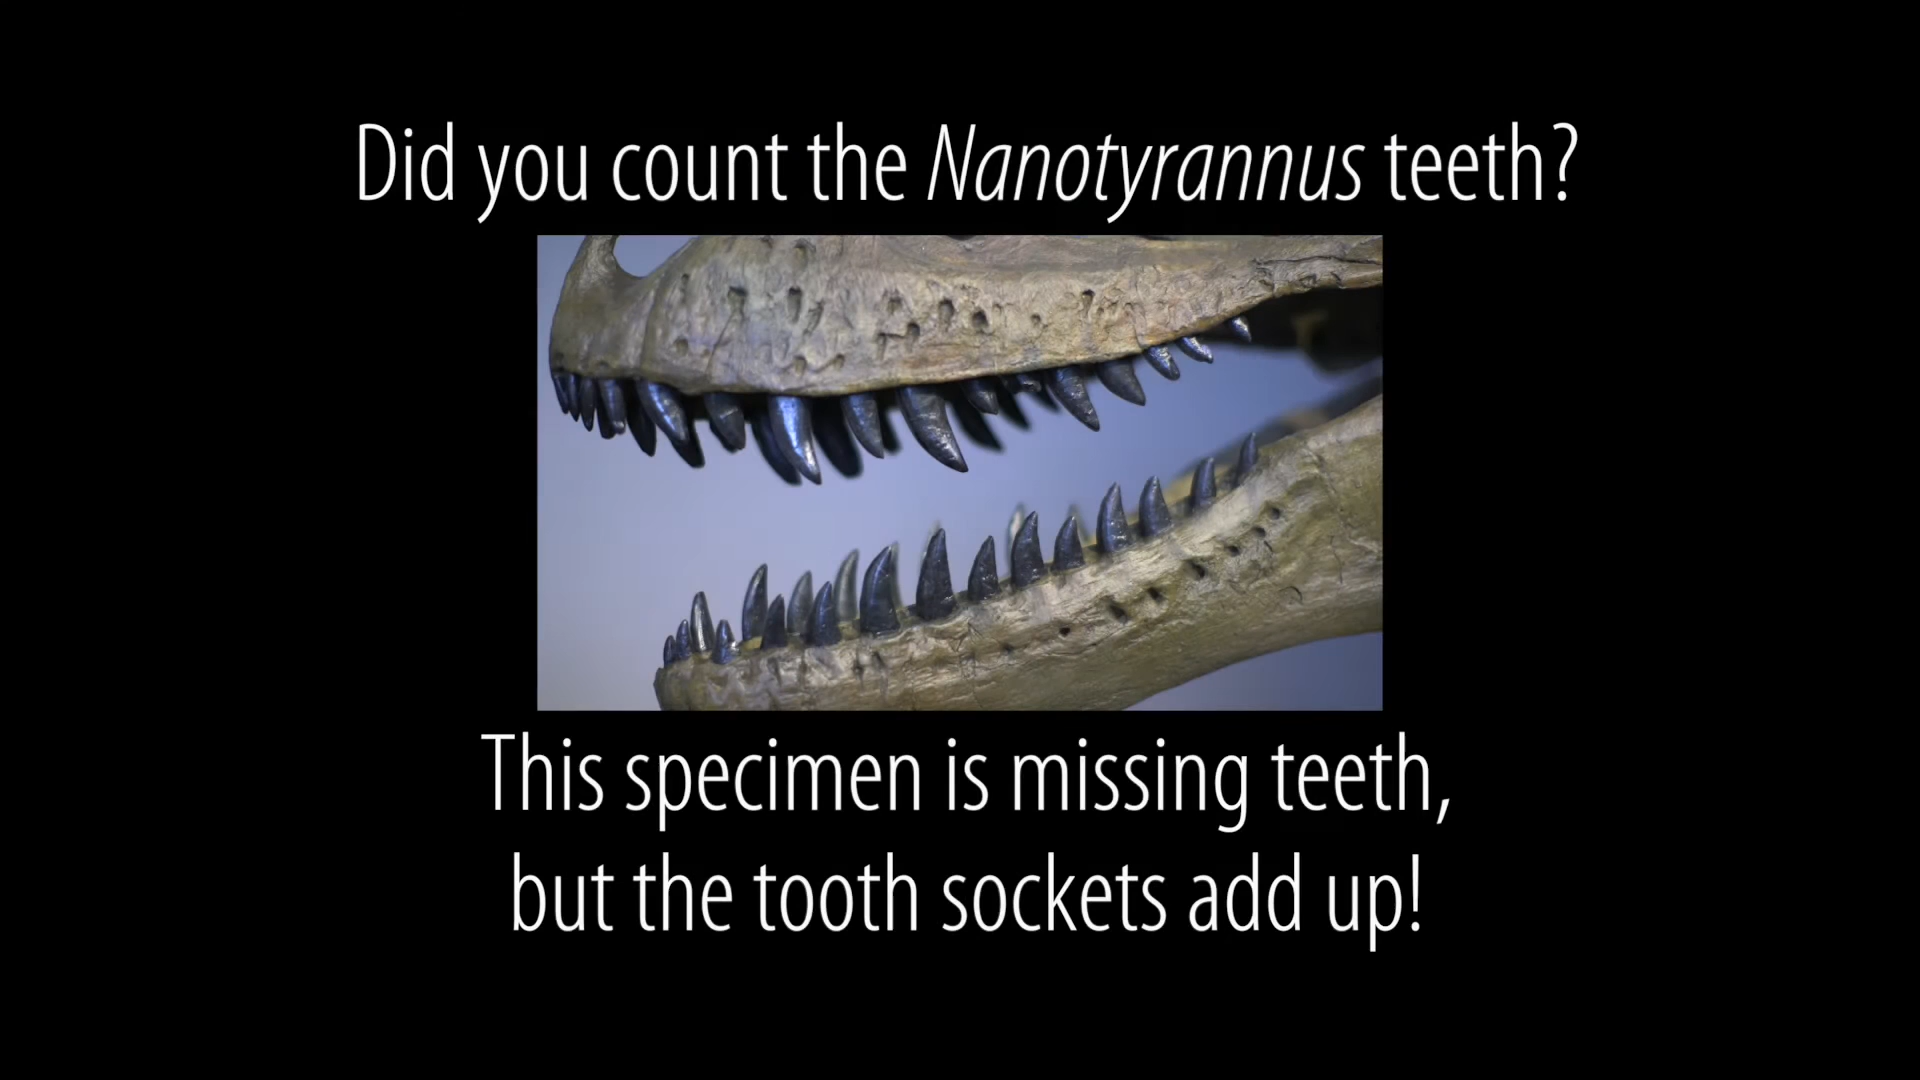 Did you count the Nanotyrannus teeth?
This specimen is missing teeth,
but the tooth sockets add up!